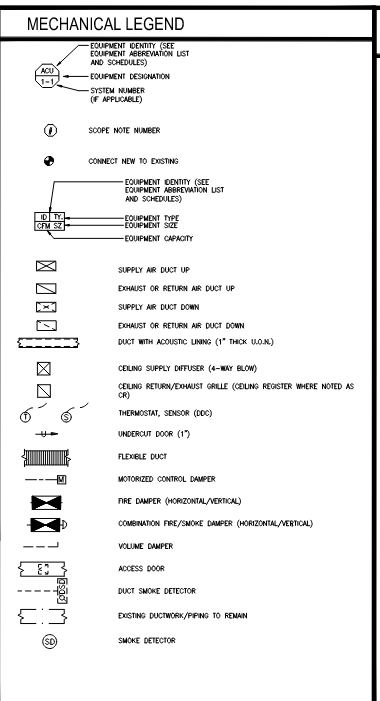 MECHANICAL LEGEND
EQUIPMENT IDENTITY (SEE
EQUIPMENT ABBREVIATION LIST
AND SCHEDULES)
ACU
EQUIPMENT DESIGNATION
1-1
SYSTEM NUMBER
(IF APPLICABLE)
SCOPE NOTE NUMBER
CONNECT NEW TO EXISTING
EQUIPMENT IDENTITY (SEE
EQUIPMENT ABBREVIATION LIST
AND SCHEDULES)
ID TY. EQUIPMENT TYPE
CFM SZ EQUIPMENT SIZE
EQUIPMENT CAPACITY
SUPPLY AIR DUCT UP
EXHAUST OR RETURN AIR DUCT UP
SUPPLY AIR DUCT DOWN
EXHAUST OR RETURN AIR DUCT DOWN
DUCT WITH ACOUSTIC LINING (1" THICK U.O.N.)
CEILING SUPPLY DIFFUSER (4-WAY BLOW)
CEILING RETURN/EXHAUST GRILLE (CEILING REGISTER WHERE NOTED AS
CR)
T S THERMOSTAT, SENSOR (DDC)
U UNDERCUT DOOR (1")
FLEXIBLE DUCT
M MOTORIZED CONTROL DAMPER
FIRE DAMPER (HORIZONTAL/VERTICAL)
COMBINATION FIRE/SMOKE DAMPER (HORIZONTAL/VERTICAL)
VOLUME DAMPER
ACCESS DOOR
DUCT SMOKE DETECTOR
EXISTING DUCTWORK/PIPING TO REMAIN
SD SMOKE DETECTOR